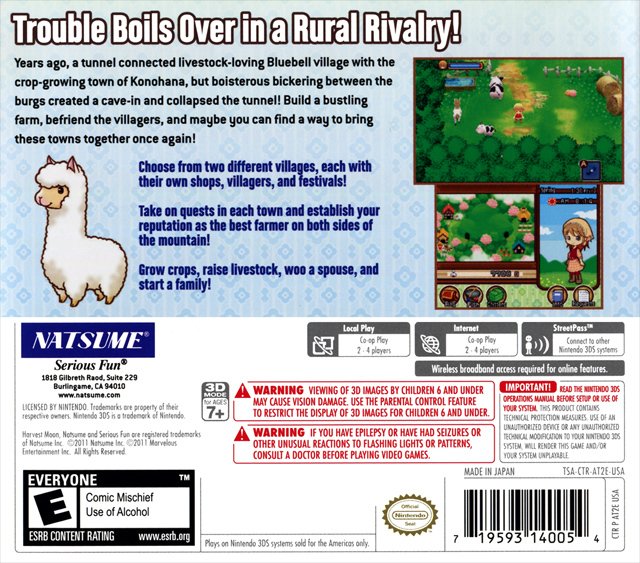 Trouble Boils Over in a Rural Rivalry!
Years ago, a tunnel connected livestock-loving Bluebell village with the
crop-growing town of Konohana, but boisterous bickering between the
burgs created a cave-in and collapsed the tunnel! Build a bustling
farm, befriend the villagers, and maybe you can find a way to bring
these towns together once again!
Choose from two different villages, each with
their own shops, villagers, and festivals!
Take on quests in each town and establish your
reputation as the best farmer on both sides of
the mountain!
Grow crops, raise livestock, woo a spouse, and
start a family!
A
NATSUME®
Serious Fun®
1818 Gilbreth Raod, Suite 229
Burlingame, CA 94010
www.natsume.com
LICENSED BY NINTENDO. Trademarks are property of their
respective owners. Nintendo 3DS is a trademark of Nintendo.
Harvest Moon, Natsume and Serious Fun are registered trademarks
of Natsume Inc. ©2011 Natsume Inc. ©2011 Marvelous
Entertainment Inc. All Rights Reserved.
Local Play
Co-op Play
2 - 4 players
Internet
Co-op Play
2 - 4 players
StreetPass™
Connect to other
Nintendo 3DS systems
Wireless broadband access required for online features.
3D
MODE
FOR AGES
7+
WARNING VIEWING OF 3D IMAGES BY CHILDREN 6 AND UNDER
MAY CAUSE VISION DAMAGE. USE THE PARENTAL CONTROL FEATURE
TO RESTRICT THE DISPLAY OF 3D IMAGES FOR CHILDREN 6 AND UNDER.
WARNING IF YOU HAVE EPILEPSY OR HAVE HAD SEIZURES OR
OTHER UNUSUAL REACTIONS TO FLASHING LIGHTS OR PATTERNS,
CONSULT A DOCTOR BEFORE PLAYING VIDEO GAMES.
IMPORTANT! READ THE NINTENDO 3DS
OPERATIONS MANUAL BEFORE SETUP OR USE OF
YOUR SYSTEM. THIS PRODUCT CONTAINS
TECHNICAL PROTECTION MEASURES. USE OF AN
UNAUTHORIZED DEVICE OR ANY UNAUTHORIZED
TECHNICAL MODIFICATION TO YOUR NINTENDO 3DS
SYSTEM, WILL RENDER THIS GAME AND/OR
YOUR SYSTEM UNPLAYABLE.
EVERYONE
TM
E
Comic Mischief
Use of Alcohol
ESRB CONTENT RATING
www.esrb.org
Plays on Nintendo 3DS systems sold for the Americas only.
Official
Nintendo
Seal
MADE IN JAPAN
TSA-CTR-AT2E-USA
7 19593 14005 4
CTR P AT2E USA